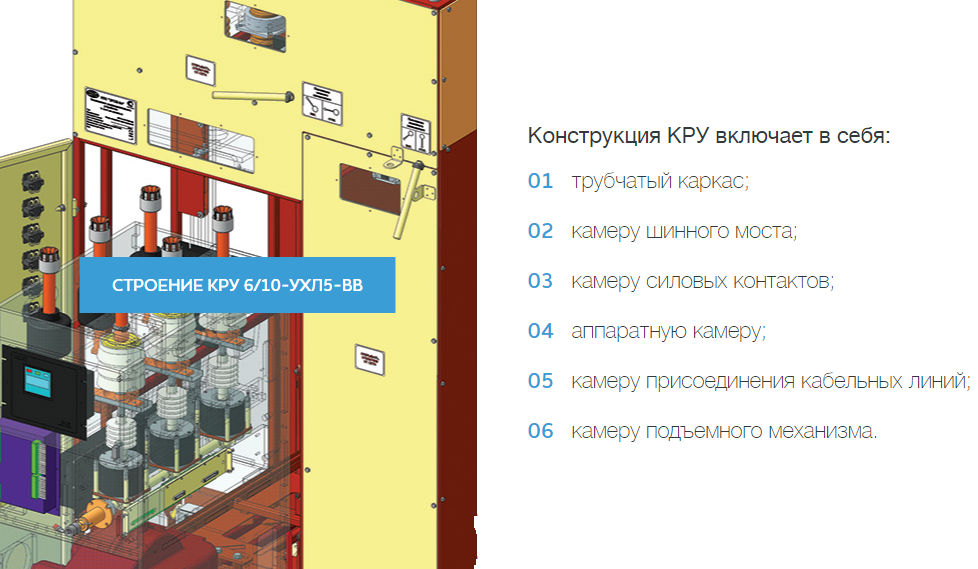 СТРОЕНИЕ КРУ 6/10-УХЛ5-ВВ
Конструкция КРУ включает в себя:
01 трубчатый каркас;
02 камеру шинного моста;
03 камеру силовых контактов;
04 аппаратную камеру;
05 камеру присоединения кабельных линий;
06 камеру подъемного механизма.